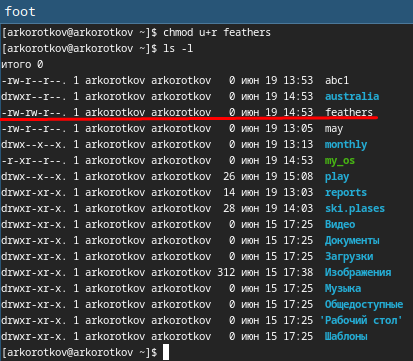 foot
[arkorotkov@arkorotkov ~]$ chmod u+r feathers
[arkorotkov@arkorotkov ~]$ ls -l
итого 0
-rw-r--r--. 1 arkorotkov arkorotkov   0 июн 19 13:53  abc1
drwxr--r--. 1 arkorotkov arkorotkov   0 июн 19 14:53  australia
-rw-rw-r--. 1 arkorotkov arkorotkov   0 июн 19 14:53  feathers
-rw-r--r--. 1 arkorotkov arkorotkov   0 июн 19 13:05  may
drwx--x--x. 1 arkorotkov arkorotkov   0 июн 19 13:13  monthly
-r-xr--r--. 1 arkorotkov arkorotkov   0 июн 19 14:53  my_os
drwx--x--x. 1 arkorotkov arkorotkov  26 июн 19 15:08  play
drwxr-xr-x. 1 arkorotkov arkorotkov  14 июн 19 13:03  reports
drwxr-xr-x. 1 arkorotkov arkorotkov  28 июн 19 14:03  ski.plases
drwxr-xr-x. 1 arkorotkov arkorotkov   0 июн 15 17:25  Видео
drwxr-xr-x. 1 arkorotkov arkorotkov   0 июн 15 17:25  Документы
drwxr-xr-x. 1 arkorotkov arkorotkov   0 июн 15 17:25  Загрузки
drwxr-xr-x. 1 arkorotkov arkorotkov 312 июн 15 17:38  Изображения
drwxr-xr-x. 1 arkorotkov arkorotkov   0 июн 15 17:25  Музыка
drwxr-xr-x. 1 arkorotkov arkorotkov   0 июн 15 17:25  Общедоступные
drwxr-xr-x. 1 arkorotkov arkorotkov   0 июн 15 17:25 'Рабочий стол'
drwxr-xr-x. 1 arkorotkov arkorotkov   0 июн 15 17:25  Шаблоны
[arkorotkov@arkorotkov ~]$